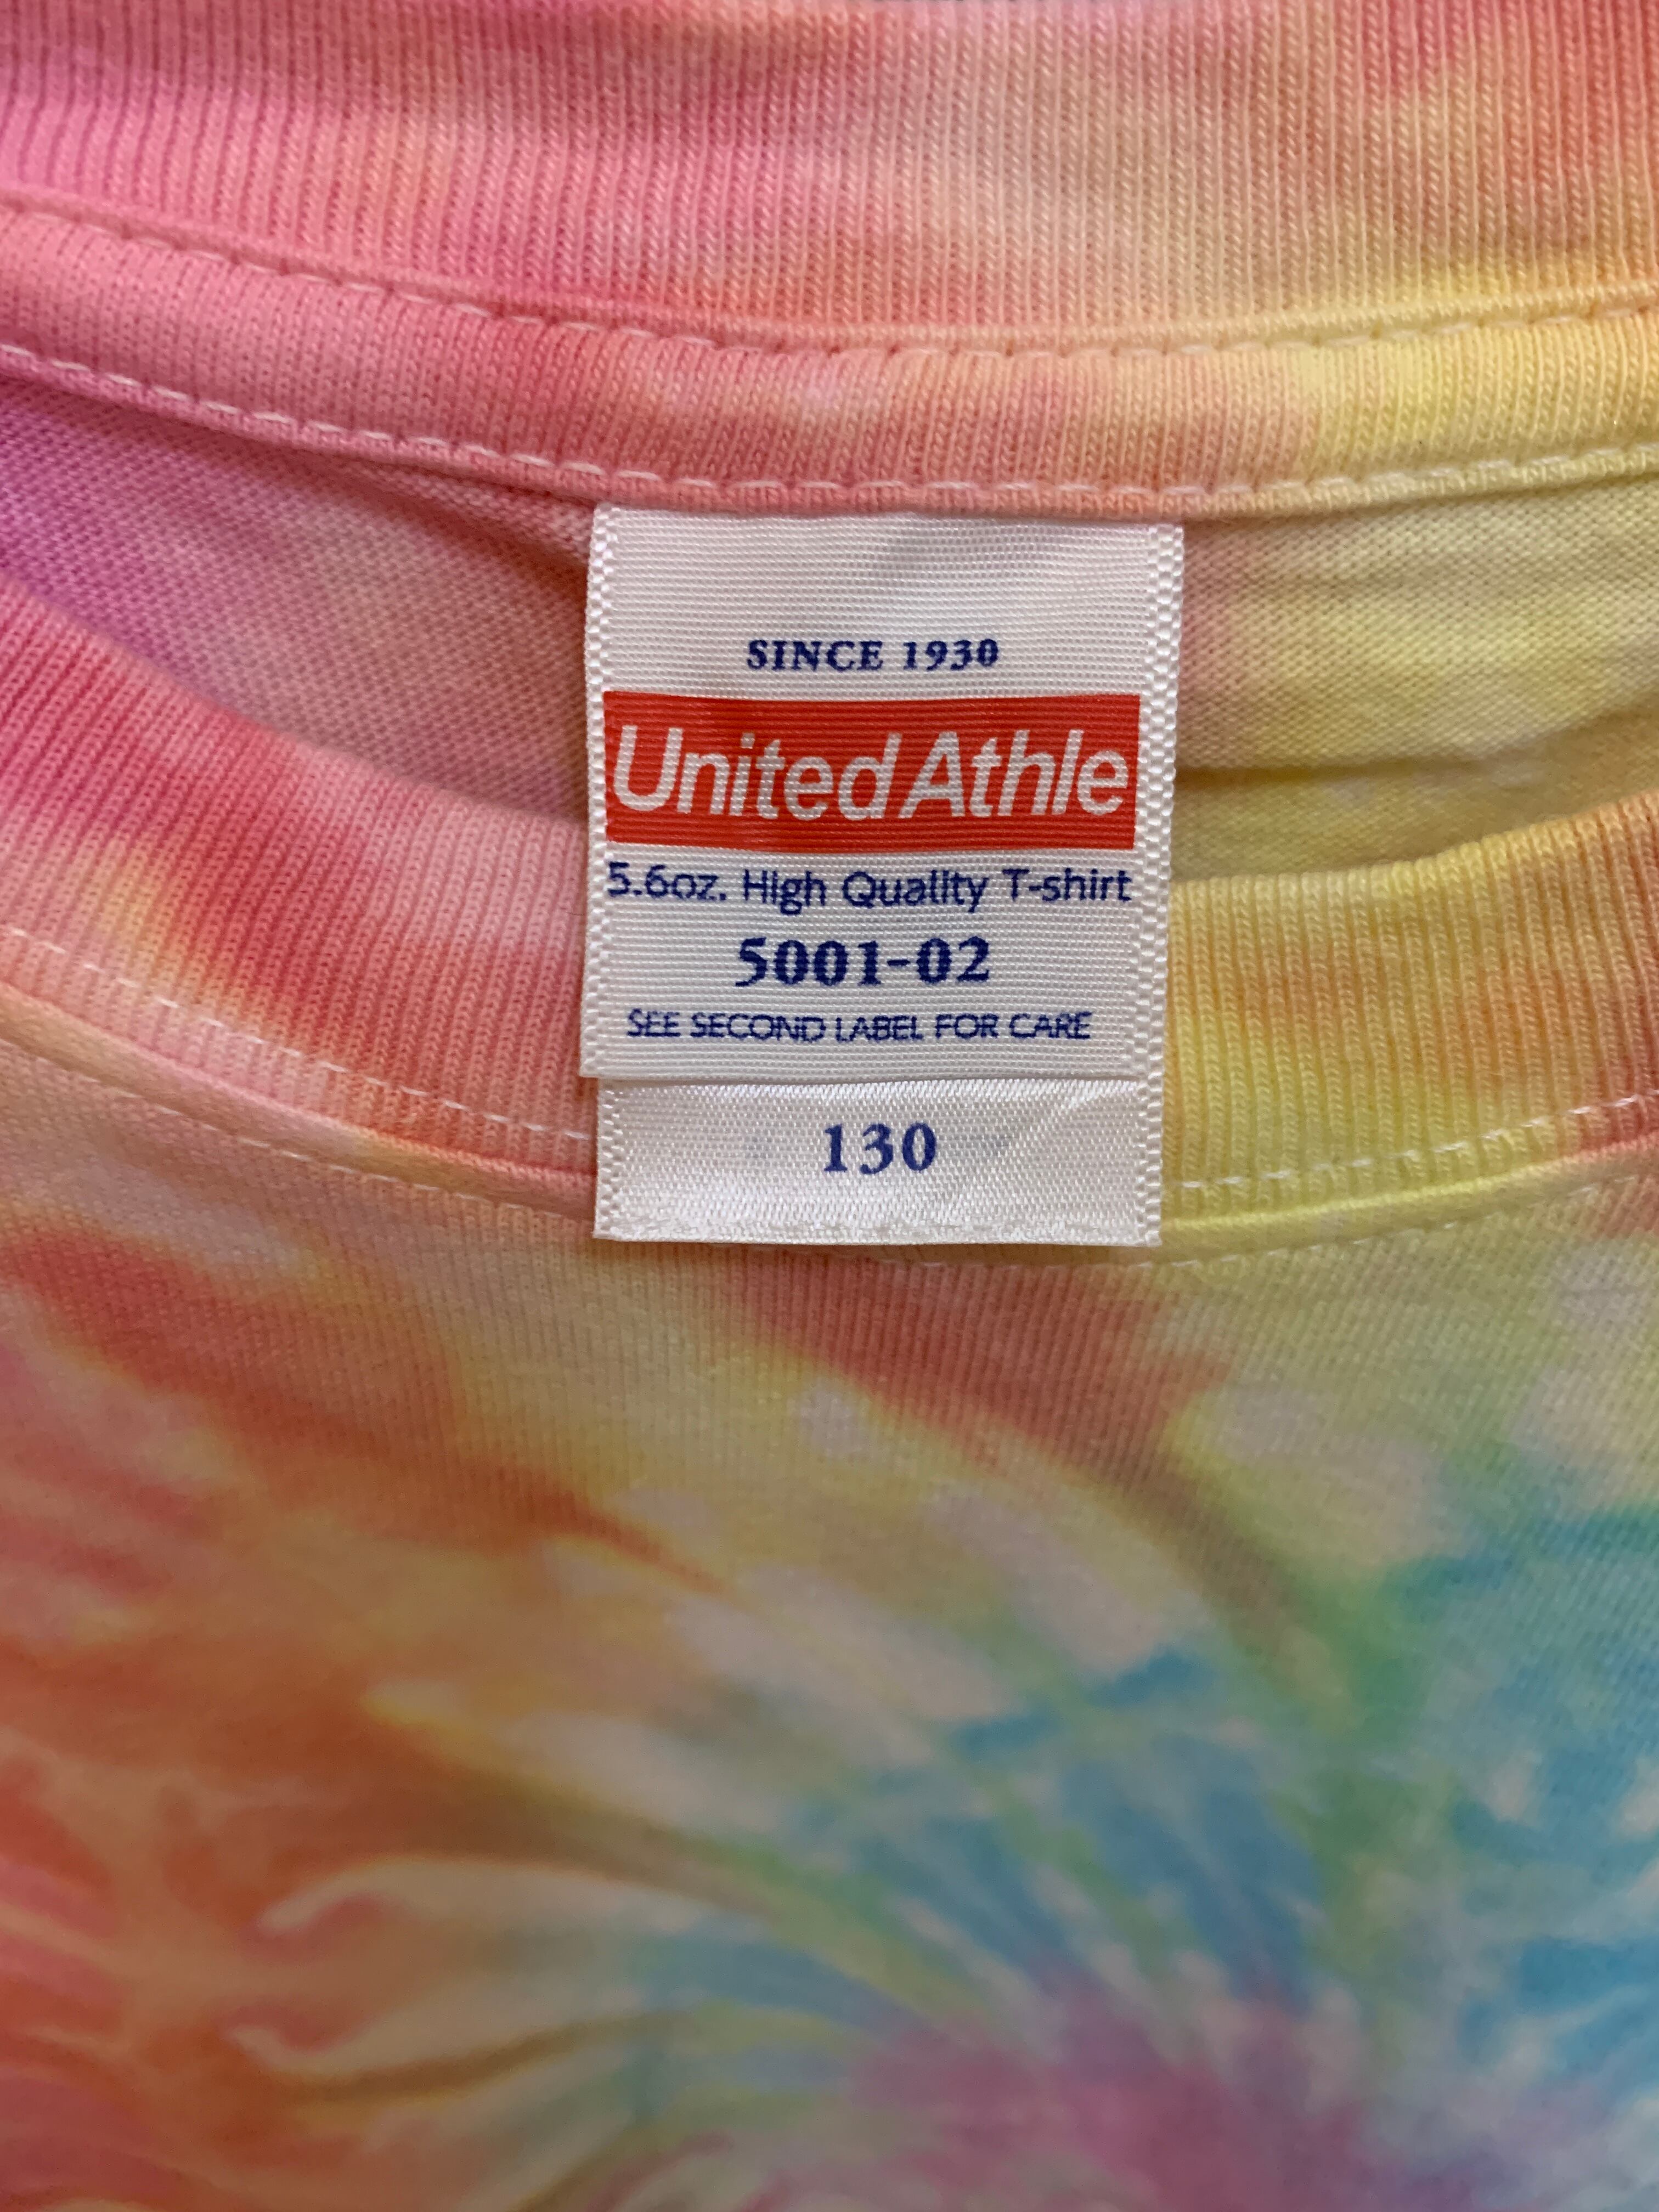 SINCE 1930
United Athle
5.6oz. High Quality T-shirt
5001-02
SEE SECOND LABEL FOR CARE
130